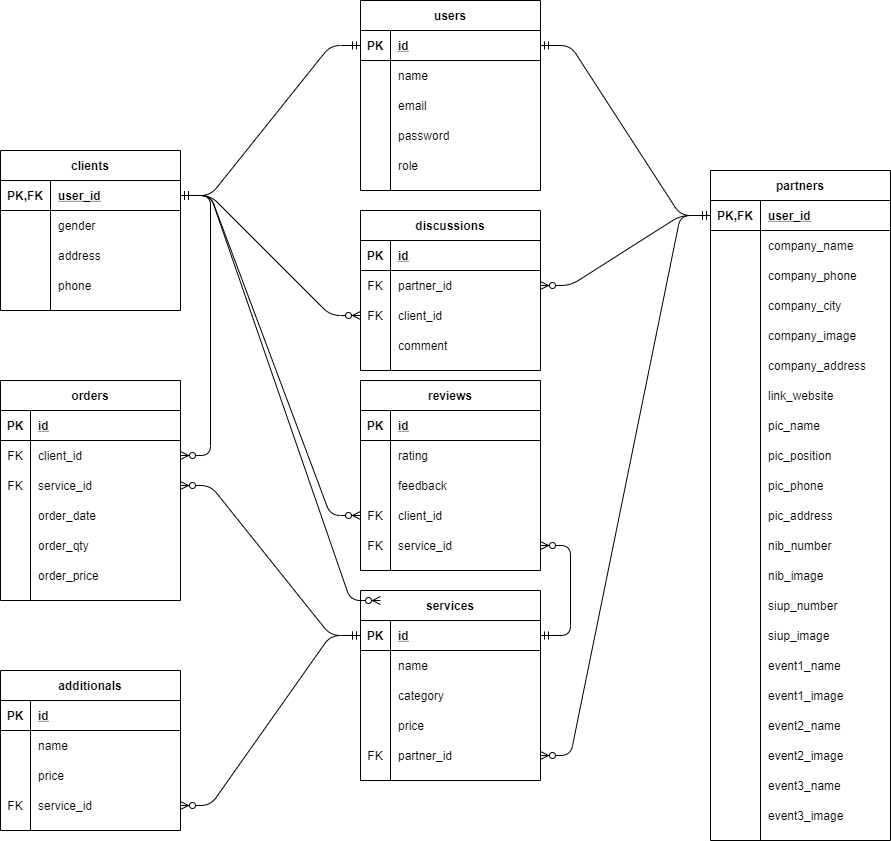 users
PK id
name
email
password
role
clients
PK,FK user_id
gender
address
phone
discussions
PK id
FK partner_id
FK client_id
comment
partners
PK,FK user_id
company_name
company_phone
company_city
company_image
company_address
link_website
pic_name
pic_position
pic_phone
pic_address
nib_number
nib_image
siup_number
siup_image
event1_name
event1_image
event2_name
event2_image
event3_name
event3_image
orders
PK id
FK client_id
FK service_id
order_date
order_qty
order_price
reviews
PK id
rating
feedback
FK client_id
FK service_id
services
PK id
name
category
price
FK partner_id
additionals
PK id
name
price
FK service_id